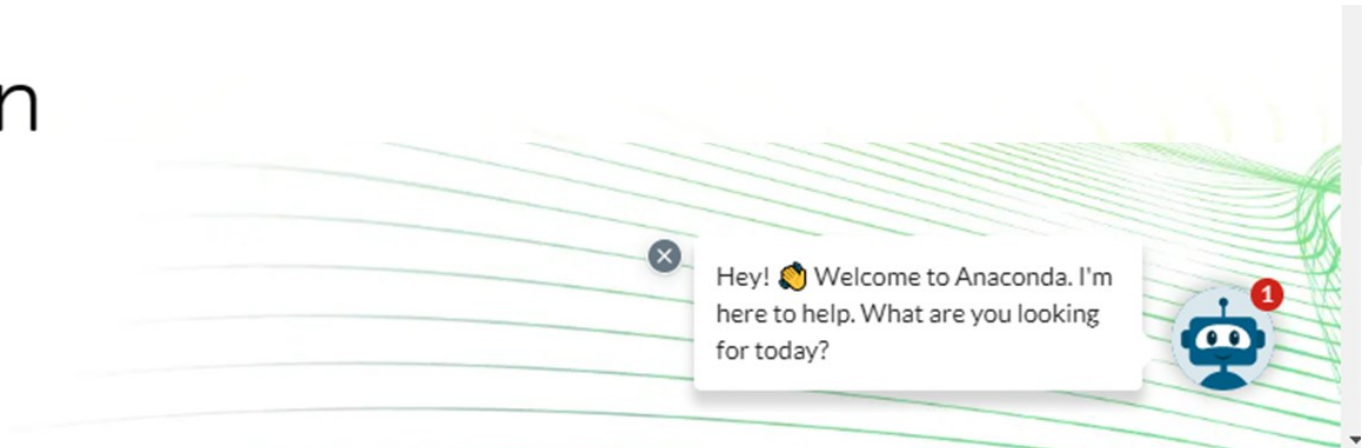 n
Hey! 👋 Welcome to Anaconda. I'm
here to help. What are you looking
for today?
1